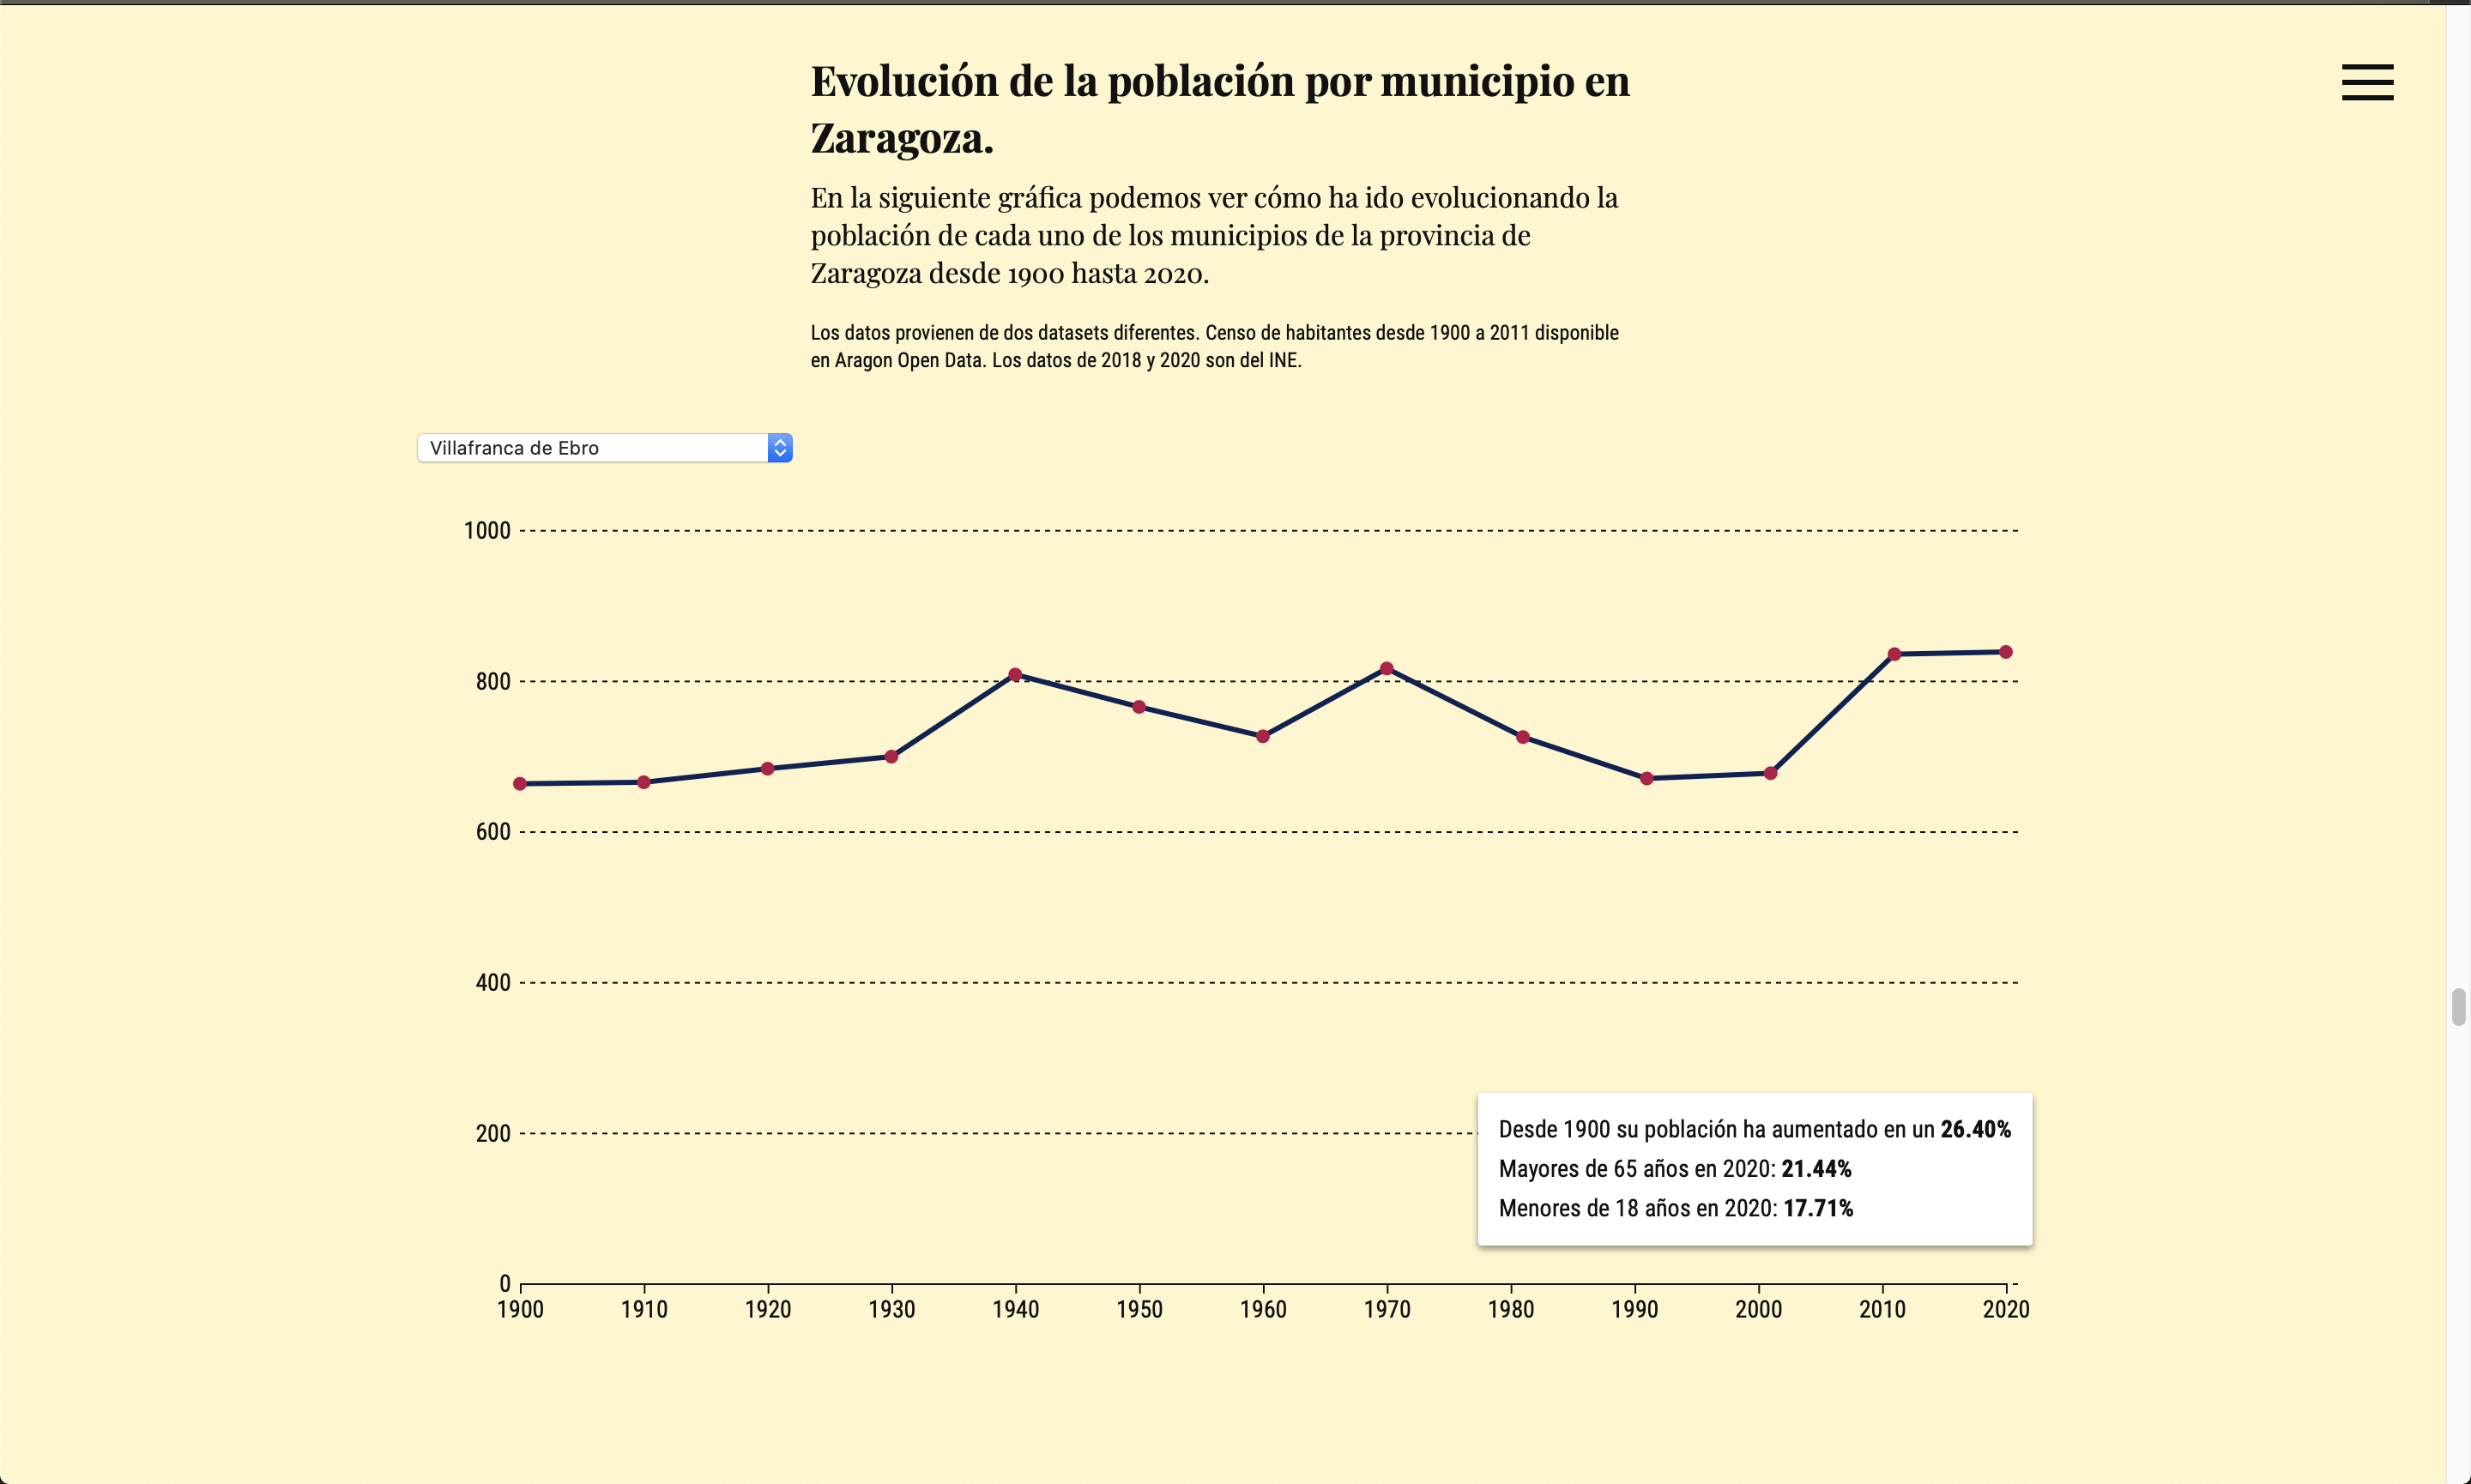 Evolución de la población por municipio en
Zaragoza.
En la siguiente gráfica podemos ver cómo ha ido evolucionando la
población de cada uno de los municipios de la provincia de
Zaragoza desde 1900 hasta 2020.
Los datos provienen de dos datasets diferentes. Censo de habitantes desde 1900 a 2011 disponible
en Aragon Open Data. Los datos de 2018 y 2020 son del INE.
Villafranca de Ebro
1000
800
600
400
200
Desde 1900 su población ha aumentado en un 26.40%
Mayores de 65 años en 2020: 21.44%
Menores de 18 años en 2020: 17.71%
0
1900 1910 1920 1930 1940 1950 1960 1970 1980 1990 2000 2010 2020